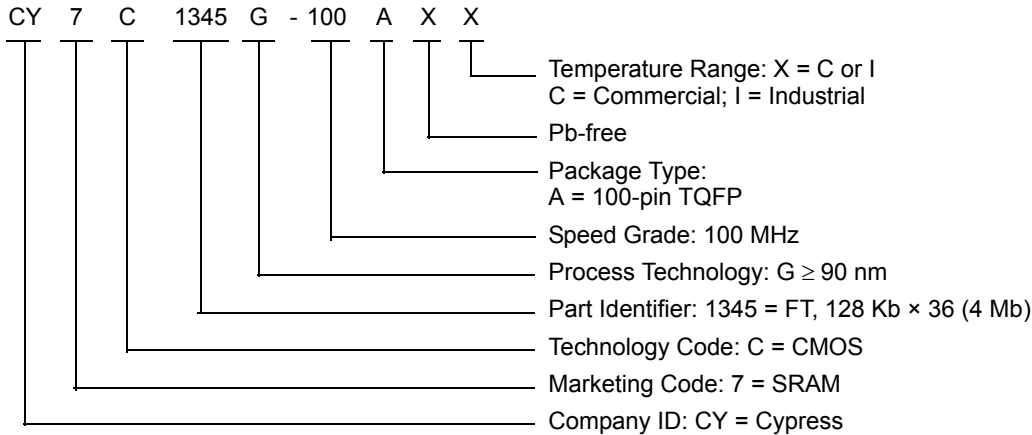 CY 7 C 1345 G - 100 A X X
Temperature Range: X = C or I
C = Commercial; I = Industrial
Pb-free
Package Type:
A = 100-pin TQFP
Speed Grade: 100 MHz
Process Technology: G ≥ 90 nm
Part Identifier: 1345 = FT, 128 Kb × 36 (4 Mb)
Technology Code: C = CMOS
Marketing Code: 7 = SRAM
Company ID: CY = Cypress